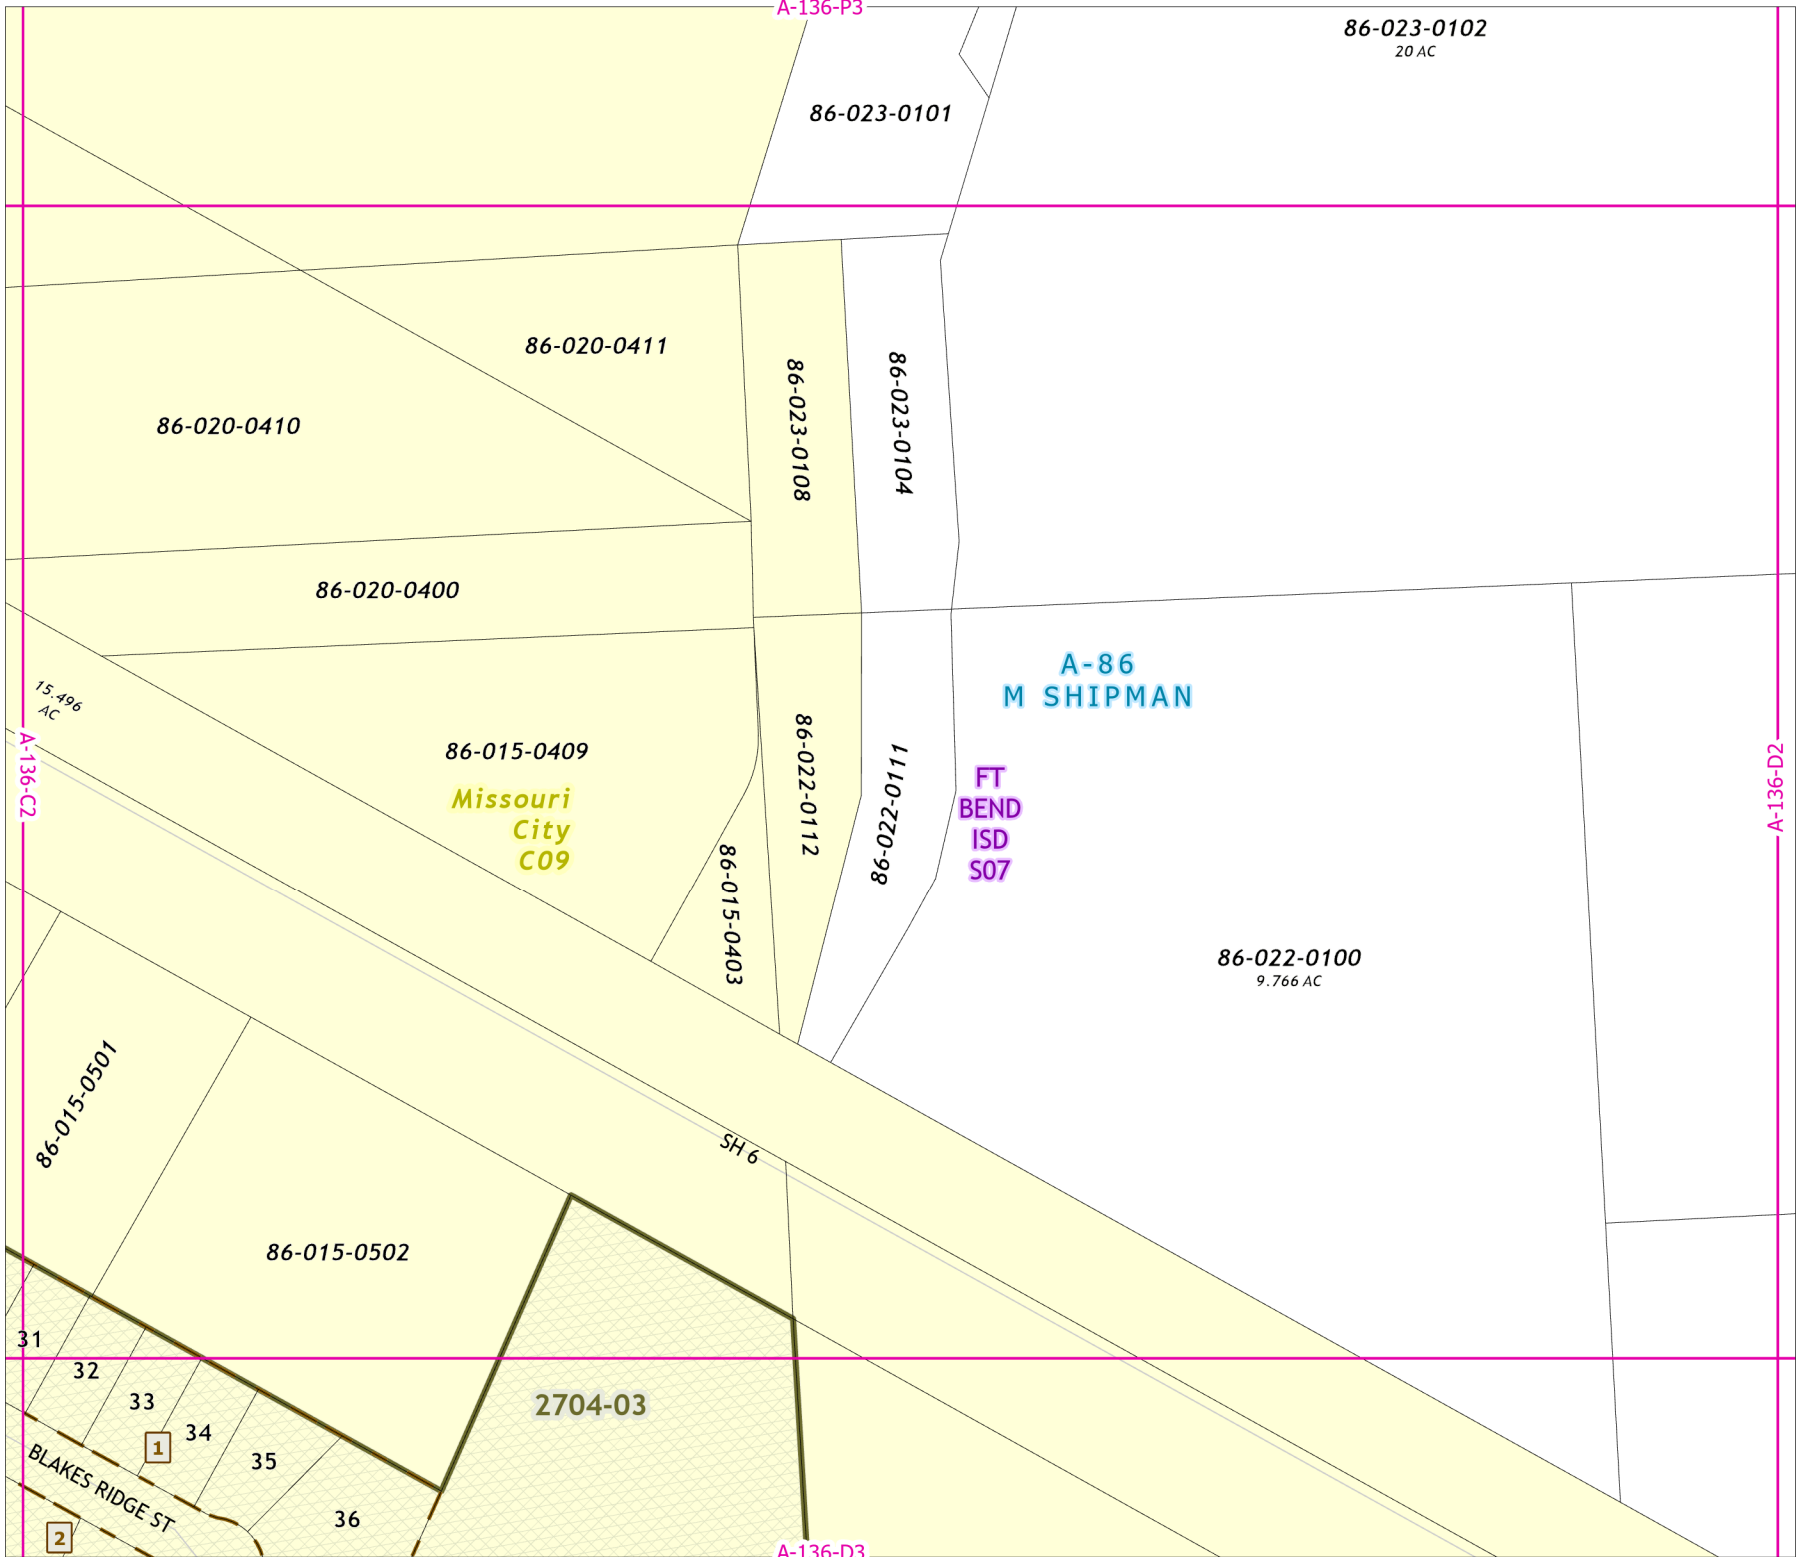 A-136-P3
86-023-0102
20 AC
86-023-0101
86-020-0411
86-023-0108
86-023-0104
86-020-0410
86-020-0400
A-86
M SHIPMAN
15.496
AC
A-136-C2
86-015-0409
Missouri
City
C09
86-022-0112
86-022-0111
FT
BEND
ISD
S07
A-136-D2
86-015-0403
86-022-0100
9.766 AC
86-015-0501
SH 6
86-015-0502
31
32
33
34
35
36
1
2704-03
BLAKES RIDGE ST
2
A-136-D3